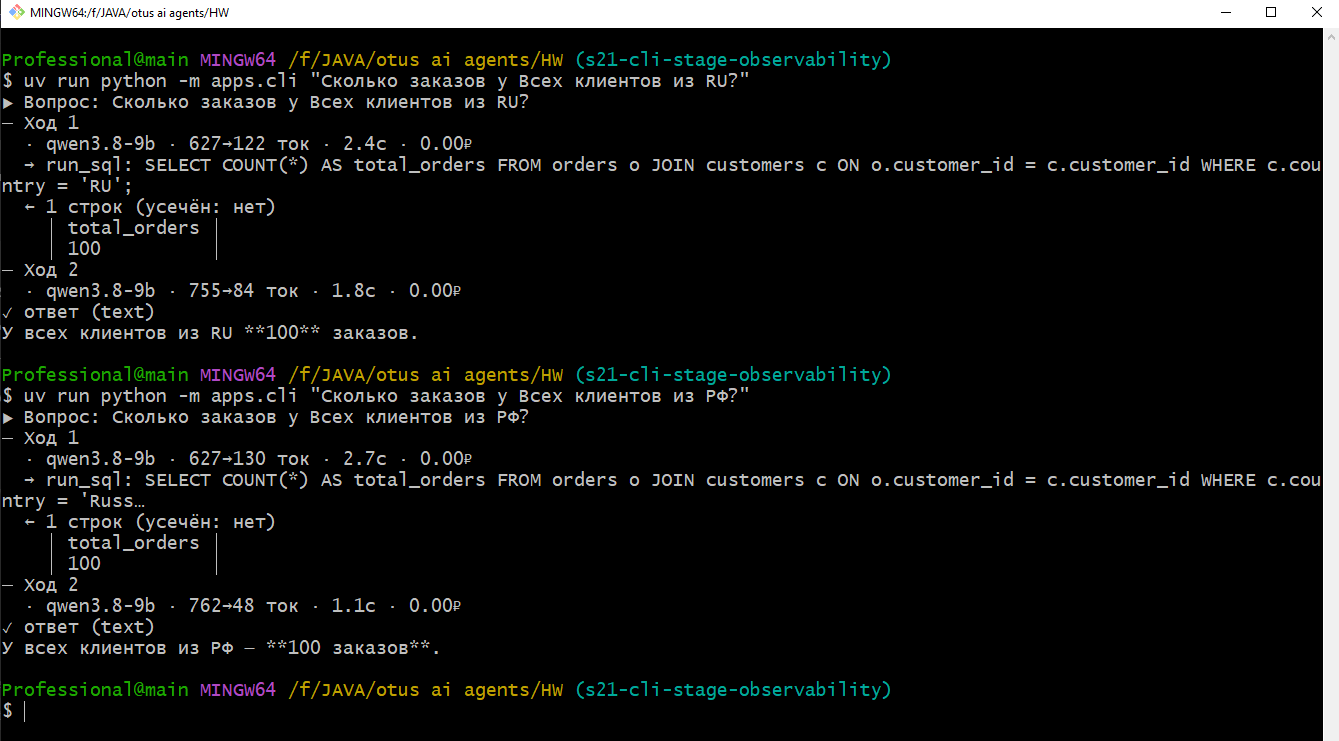 MINGW64:/f/JAVA/otus ai agents/HW
Professional@main MINGW64 /f/JAVA/otus ai agents/HW (s21-cli-stage-observability)
$ uv run python -m apps.cli "Сколько заказов у Всех клиентов из RU?"
▶ Вопрос: Сколько заказов у Всех клиентов из RU?
— Ход 1
· qwen3.8-9b · 627→122 ток · 2.4с · 0.00₽
→ run_sql: SELECT COUNT(*) AS total_orders FROM orders o JOIN customers c ON o.customer_id = c.customer_id WHERE c.cou
ntry = 'RU';
← 1 строк (усечён: нет)
│ total_orders │
│ 100 │
— Ход 2
· qwen3.8-9b · 755→84 ток · 1.8с · 0.00₽
✓ ответ (text)
У всех клиентов из RU **100** заказов.
Professional@main MINGW64 /f/JAVA/otus ai agents/HW (s21-cli-stage-observability)
$ uv run python -m apps.cli "Сколько заказов у Всех клиентов из РФ?"
▶ Вопрос: Сколько заказов у Всех клиентов из РФ?
— Ход 1
· qwen3.8-9b · 627→130 ток · 2.7с · 0.00₽
→ run_sql: SELECT COUNT(*) AS total_orders FROM orders o JOIN customers c ON o.customer_id = c.customer_id WHERE c.cou
ntry = 'Russ…
← 1 строк (усечён: нет)
│ total_orders │
│ 100 │
— Ход 2
· qwen3.8-9b · 762→48 ток · 1.1с · 0.00₽
✓ ответ (text)
У всех клиентов из РФ — **100 заказов**.
Professional@main MINGW64 /f/JAVA/otus ai agents/HW (s21-cli-stage-observability)
$